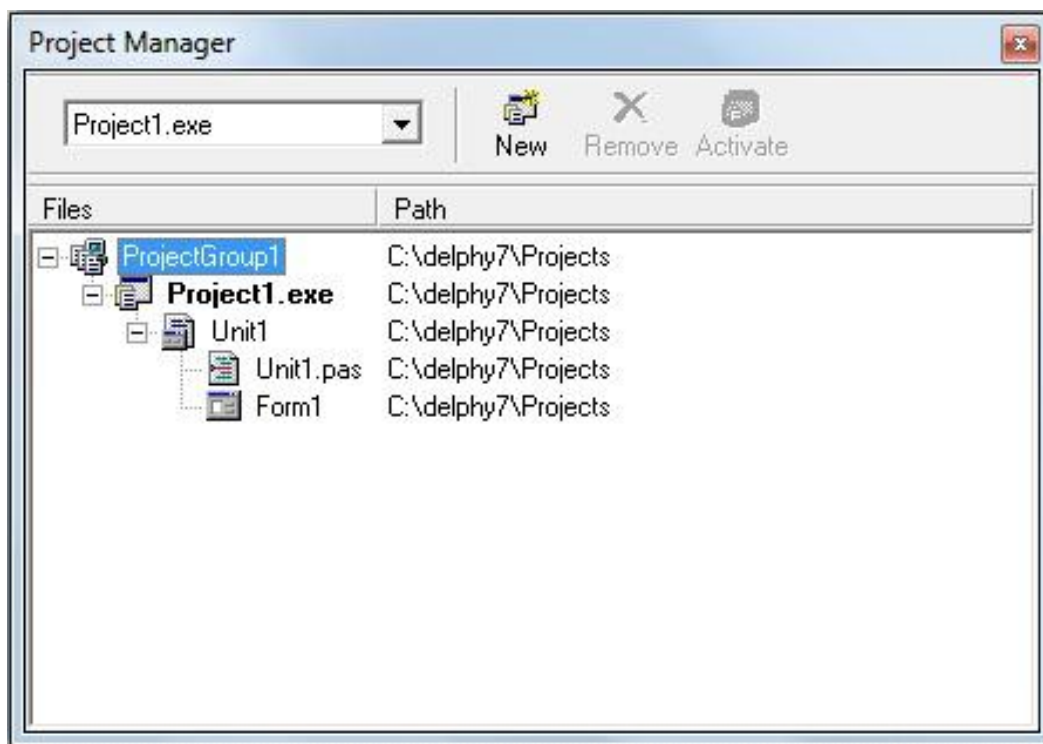 Project Manager
Project1.exe
New Remove Activate
Files Path
ProjectGroup1 C:\delphy7\Projects
Project1.exe C:\delphy7\Projects
Unit1 C:\delphy7\Projects
Unit1.pas C:\delphy7\Projects
Form1 C:\delphy7\Projects